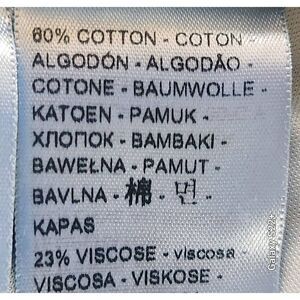 60% COTTON - COTON -
ALGODÓN - ALGODÃO -
COTONE - BAUMWOLLE -
KATOEN - PAMUK -
ХЛОПОК - BAMBAKI -
BAWEŁNA - PAMUT -
BAVLNA - 棉 - 면 -
KAPAS
23% VISCOSE - viscosa -
VISCOSA - VISKOSE -